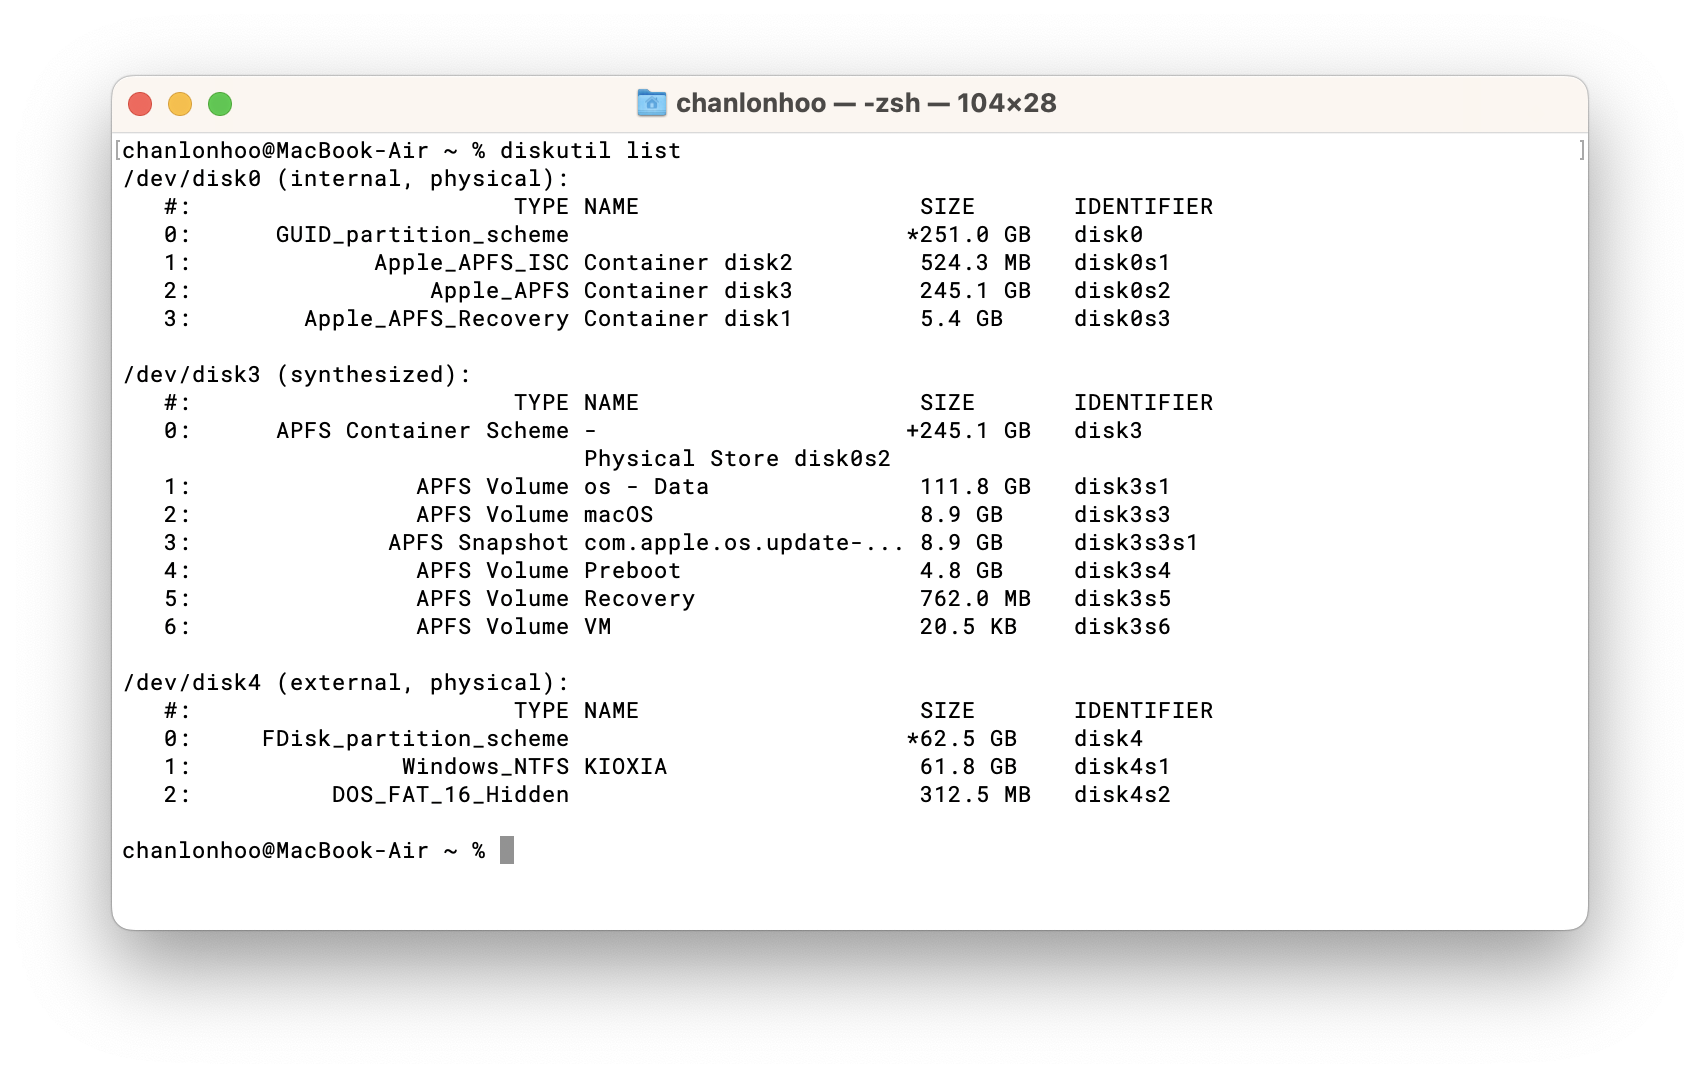 chanlonhoo — -zsh — 104×28
[chanlonhoo@MacBook-Air ~ % diskutil list ]
/dev/disk0 (internal, physical):
   #:                       TYPE NAME                    SIZE       IDENTIFIER
   0:      GUID_partition_scheme                        *251.0 GB   disk0
   1:             Apple_APFS_ISC Container disk2         524.3 MB   disk0s1
   2:                 Apple_APFS Container disk3         245.1 GB   disk0s2
   3:        Apple_APFS_Recovery Container disk1         5.4 GB     disk0s3

/dev/disk3 (synthesized):
   #:                       TYPE NAME                    SIZE       IDENTIFIER
   0:      APFS Container Scheme -                      +245.1 GB   disk3
                                 Physical Store disk0s2
   1:                APFS Volume os - Data               111.8 GB   disk3s1
   2:                APFS Volume macOS                   8.9 GB     disk3s3
   3:              APFS Snapshot com.apple.os.update-... 8.9 GB     disk3s3s1
   4:                APFS Volume Preboot                 4.8 GB     disk3s4
   5:                APFS Volume Recovery                762.0 MB   disk3s5
   6:                APFS Volume VM                      20.5 KB    disk3s6

/dev/disk4 (external, physical):
   #:                       TYPE NAME                    SIZE       IDENTIFIER
   0:     FDisk_partition_scheme                        *62.5 GB    disk4
   1:               Windows_NTFS KIOXIA                  61.8 GB    disk4s1
   2:          DOS_FAT_16_Hidden                         312.5 MB   disk4s2

chanlonhoo@MacBook-Air ~ %